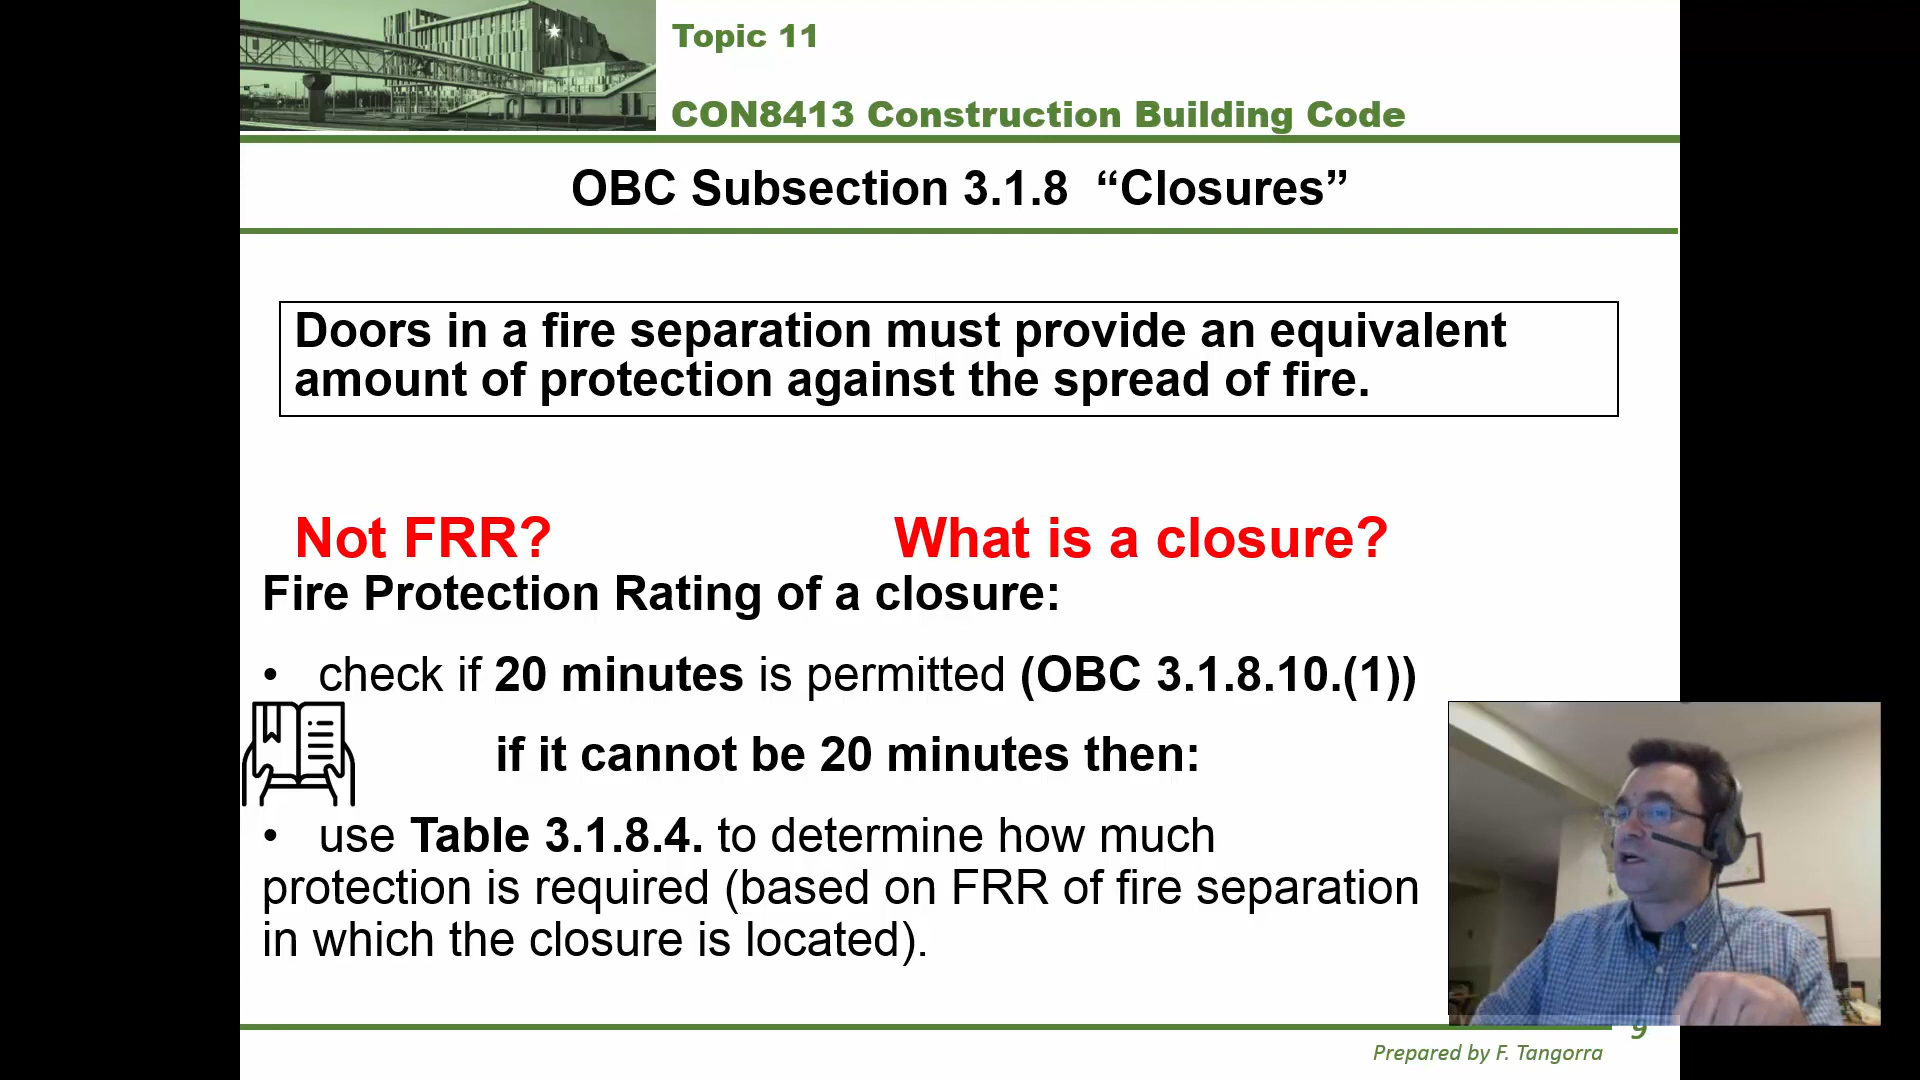 Topic 11
CON8413 Construction Building Code
OBC Subsection 3.1.8 “Closures”
Doors in a fire separation must provide an equivalent
amount of protection against the spread of fire.
Not FRR?
What is a closure?
Fire Protection Rating of a closure:
• check if 20 minutes is permitted (OBC 3.1.8.10.(1))
if it cannot be 20 minutes then:
• use Table 3.1.8.4. to determine how much
protection is required (based on FRR of fire separation
in which the closure is located).
9
Prepared by F. Tangorra